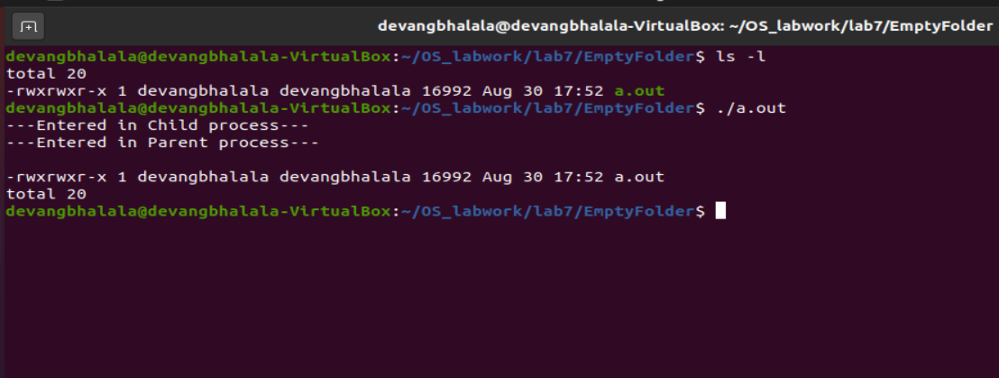 devangbhalala@devangbhalala-VirtualBox: ~/OS_labwork/lab7/EmptyFolder
devangbhalala@devangbhalala-VirtualBox:~/OS_labwork/lab7/EmptyFolder$ ls -l
total 20
-rwxrwxr-x 1 devangbhalala devangbhalala 16992 Aug 30 17:52 a.out
devangbhalala@devangbhalala-VirtualBox:~/OS_labwork/lab7/EmptyFolder$ ./a.out
---Entered in Child process---
---Entered in Parent process---
-rwxrwxr-x 1 devangbhalala devangbhalala 16992 Aug 30 17:52 a.out
total 20
devangbhalala@devangbhalala-VirtualBox:~/OS_labwork/lab7/EmptyFolder$